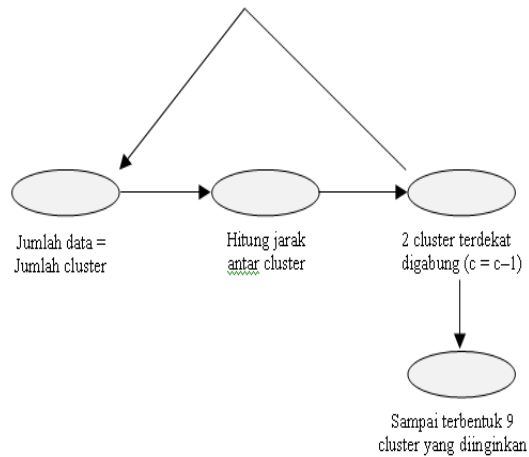 Jumlah data =
Jumlah cluster
Hitung jarak
antar cluster
2 cluster terdekat
digabung (c = c–1)
Sampai terbentuk 9
cluster yang diinginkan